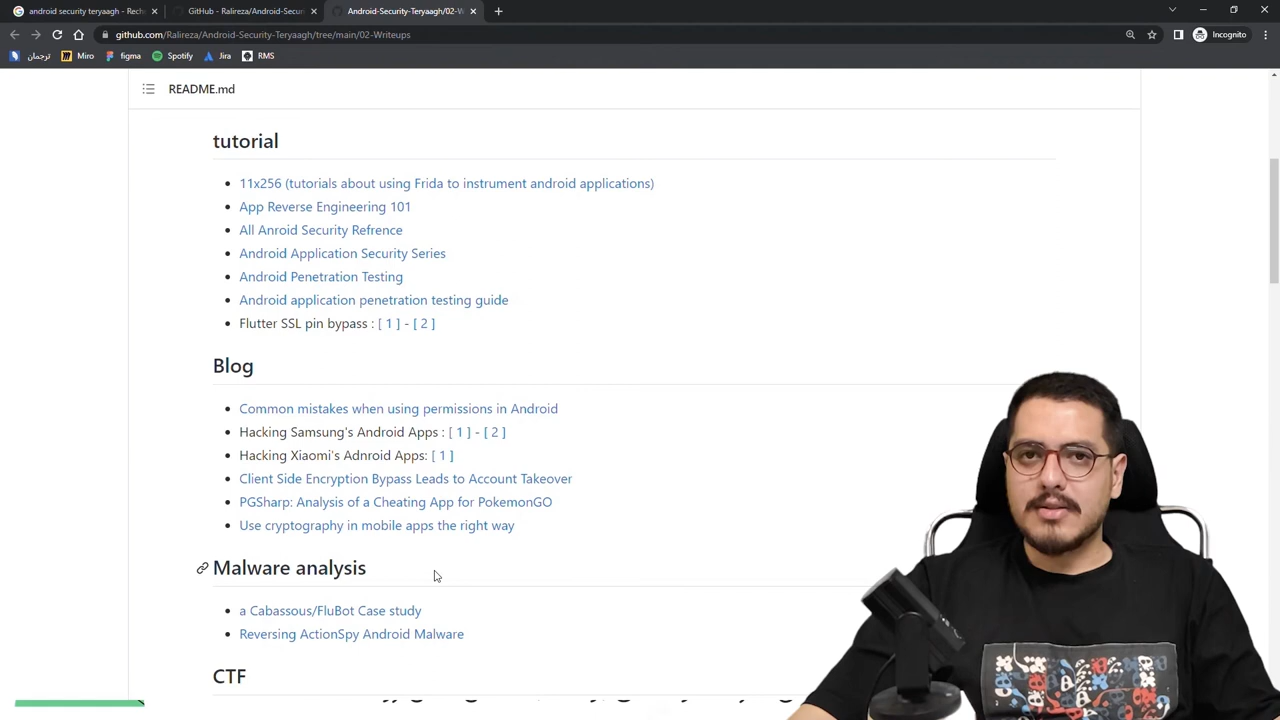 android security teryaagh - Rech
GitHub - Ralireza/Android-Secur
Android-Security-Teryaagh/02-W
github.com/Ralireza/Android-Security-Teryaagh/tree/main/02-Writeups
Incognito
ترجمان
Miro
figma
Spotify
Jira
RMS
README.md
tutorial
11x256 (tutorials about using Frida to instrument android applications)
App Reverse Engineering 101
All Anroid Security Refrence
Android Application Security Series
Android Penetration Testing
Android application penetration testing guide
Flutter SSL pin bypass : [ 1 ] - [ 2 ]
Blog
Common mistakes when using permissions in Android
Hacking Samsung's Android Apps : [ 1 ] - [ 2 ]
Hacking Xiaomi's Adnroid Apps: [ 1 ]
Client Side Encryption Bypass Leads to Account Takeover
PGSharp: Analysis of a Cheating App for PokemonGO
Use cryptography in mobile apps the right way
Malware analysis
a Cabassous/FluBot Case study
Reversing ActionSpy Android Malware
CTF